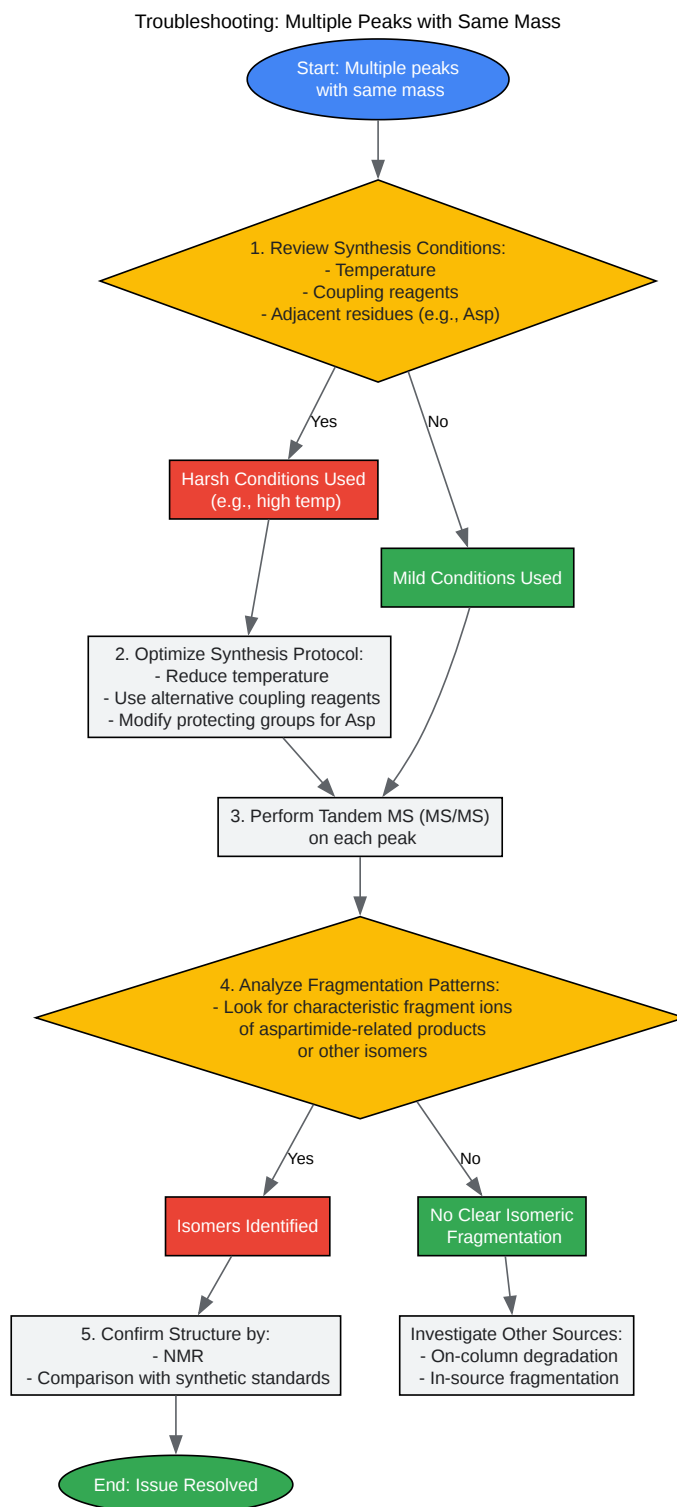 Troubleshooting: Multiple Peaks with Same Mass
Start: Multiple peaks
with same mass
1. Review Synthesis Conditions:
- Temperature
- Coupling reagents
- Adjacent residues (e.g., Asp)
Yes
No
Harsh Conditions Used
(e.g., high temp)
Mild Conditions Used
2. Optimize Synthesis Protocol:
- Reduce temperature
- Use alternative coupling reagents
- Modify protecting groups for Asp
3. Perform Tandem MS (MS/MS)
on each peak
4. Analyze Fragmentation Patterns:
- Look for characteristic fragment ions
of aspartimide-related products
or other isomers
Yes
No
Isomers Identified
No Clear Isomeric
Fragmentation
5. Confirm Structure by:
- NMR
- Comparison with synthetic standards
Investigate Other Sources:
- On-column degradation
- In-source fragmentation
End: Issue Resolved